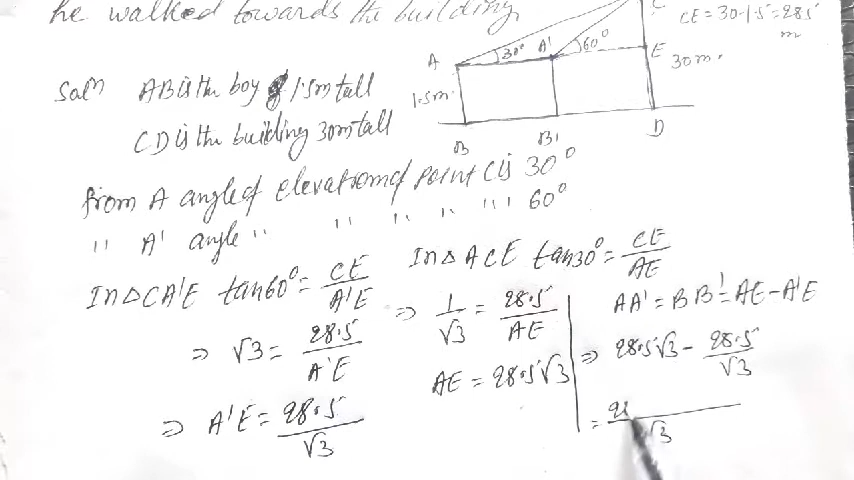 he walked towards the building
C
CE = 30-1.5 = 28.5
m
A 30° A' 60° E 30m.
1.5m.
B B' D
Soln AB is the boy 1.5m tall
CD is the building 30m tall
from A angle of elevation of point C is 30°
" A' angle " " " " " 60°
In ΔCA'E tan60° = CE/A'E
⇒ √3 = 28.5/A'E
⇒ A'E = 28.5/√3
In Δ ACE tan30° = CE/AE
⇒ 1/√3 = 28.5/AE
AE = 28.5√3
AA' = BB' = AE - A'E
⇒ 28.5√3 - 28.5/√3
= 28/√3